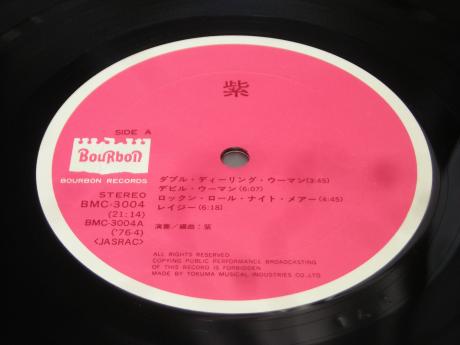 紫
SIDE A
BouRboN
BOURBON RECORDS
STEREO
BMC-3004
(21:14)
BMC-3004A
('76・4)
<JASRAC>
ダブル・ディーリング・ウーマン(3:45)
デビル・ウーマン(6:07)
ロックン・ロール・ナイト・メアー(4:45)
レイジー(6:18)
演奏／編曲：紫
ALL RIGHTS RESERVED
COPYING PUBLIC PERFORMANCE BROADCASTING
OF THIS RECORD IS FORBIDDEN
MADE BY TOKUMA MUSICAL INDUSTRIES CO.,LTD